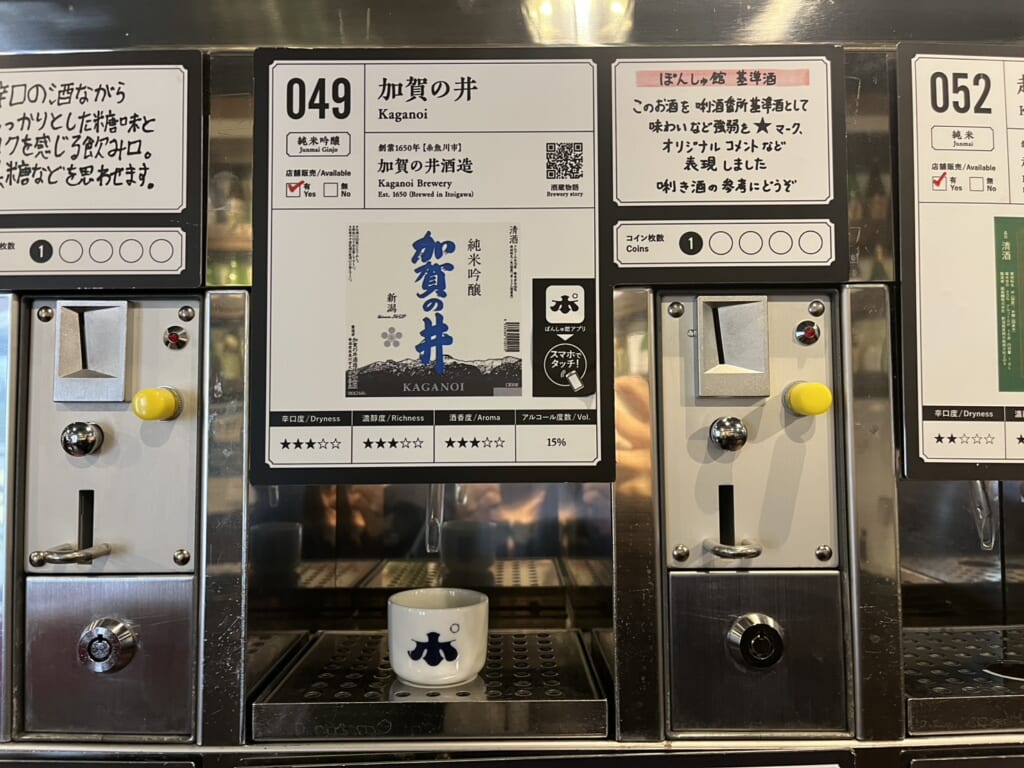 辛口の酒ながら
しっかりとした米の旨味と
コクを感じる飲み口。
米、糖などを思わせます。
枚数
1
049
加賀の井
Kaganoi
純米吟醸
Junmai Ginjo
店舗販売/Available
有
Yes
無
No
創業1650年 [糸魚川市]
加賀の井酒造
Kaganoi Brewery
Est. 1650 (Brewed in Itoigawa)
酒蔵物語
Brewery story
清酒
純米吟醸
加賀の井
新潟
KAGANOI
ぽんしゅ館アプリ
スマホで
タッチ!
辛口度/Dryness
濃醇度/Richness
酒香度/Aroma
アルコール度数/Vol.
★★★☆☆
★★★☆☆
★★★☆☆
15%
ぽんしゅ館 基準酒
このお酒を 唎酒番所基準酒として
味わいなど強弱を★マーク、
オリジナルコメントなど
表現しました
唎き酒の参考にどうぞ
コイン枚数
Coins
1
052
純米
Junmai
店舗販売/Available
有
Yes
無
No
清酒
辛口度/Dryness
★★☆☆☆